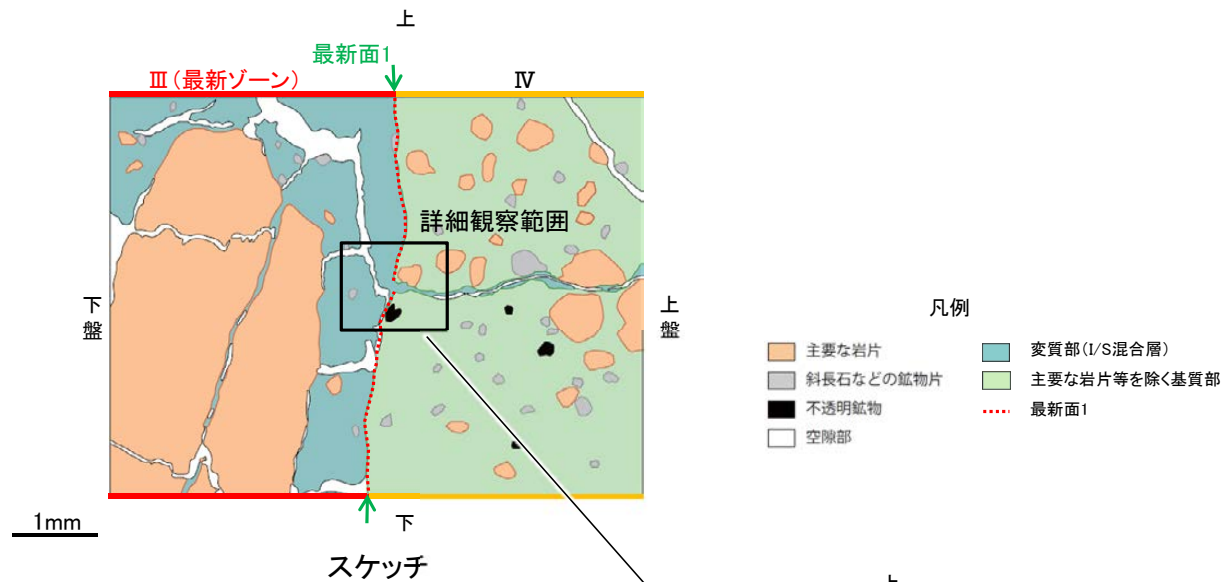 上
最新面1
Ⅲ(最新ゾーン)
Ⅳ
詳細観察範囲
下盤
上盤
凡例
主要な岩片
斜長石などの鉱物片
不透明鉱物
空隙部
変質部(I/S混合層)
主要な岩片等を除く基質部
最新面1
1mm
下
スケッチ
上